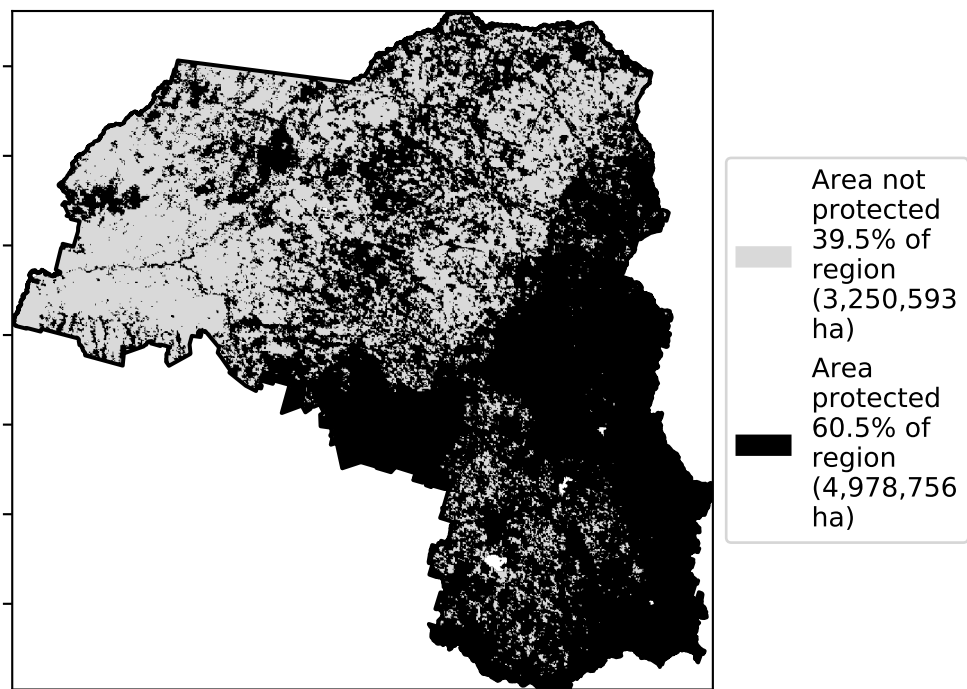 Area not
protected
39.5% of
region
(3,250,593
ha)
Area
protected
60.5% of
region
(4,978,756
ha)